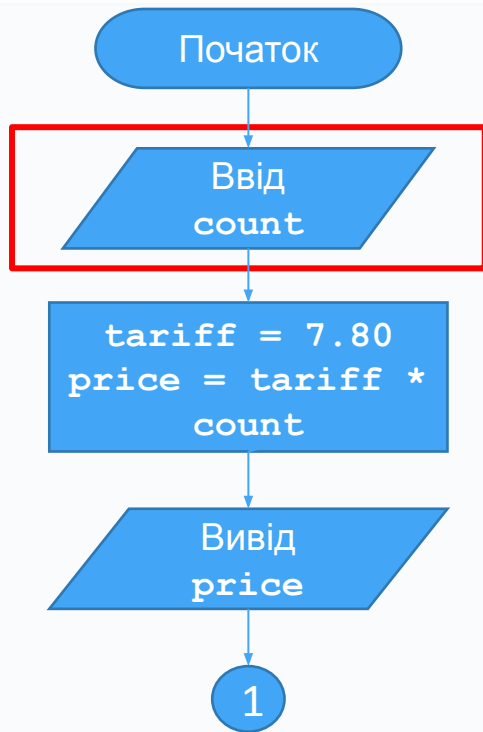 Початок
Ввід
count
tariff = 7.80
price = tariff *
count
Вивід
price
1